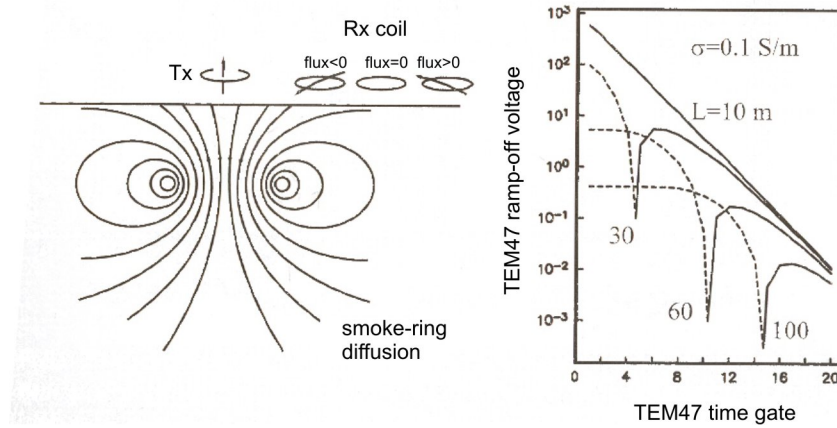 Rx coil
Tx
flux<0 flux=0 flux>0
smoke-ring
diffusion
TEM47 ramp-off voltage
10³
10²
10¹
10⁰
10⁻¹
10⁻²
10⁻³
σ=0.1 S/m
L=10 m
30
60
100
0 4 8 12 16 20
TEM47 time gate